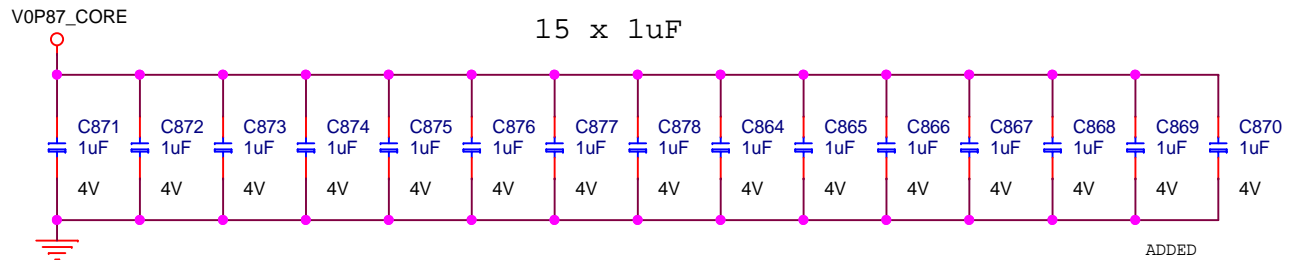 V0P87_CORE
15 x 1uF
C871 C872 C873 C874 C875 C876 C877 C878 C864 C865 C866 C867 C868 C869 C870
1uF 1uF 1uF 1uF 1uF 1uF 1uF 1uF 1uF 1uF 1uF 1uF 1uF 1uF 1uF
4V 4V 4V 4V 4V 4V 4V 4V 4V 4V 4V 4V 4V 4V 4V
ADDED